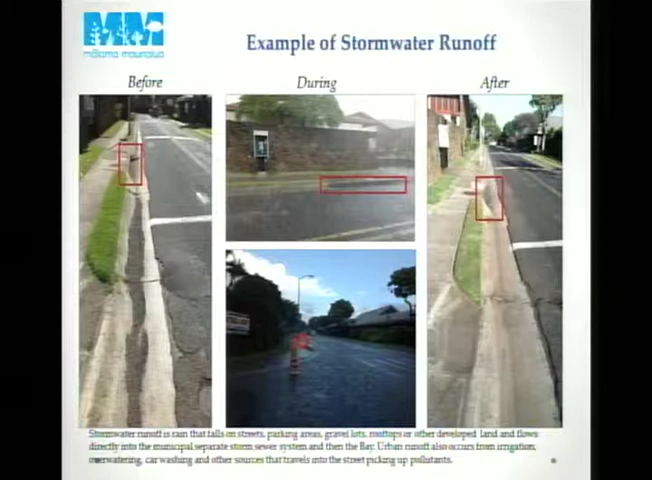 MM
mālama maunalua
Example of Stormwater Runoff
Before
During
After
Stormwater runoff is rain that falls on streets, parking areas, gravel lots, rooftops or other developed land and flows
directly into the municipal separate storm sewer system and then the Bay. Urban runoff also occurs from irrigation,
overwatering, car washing and other sources that travels into the street picking up pollutants.